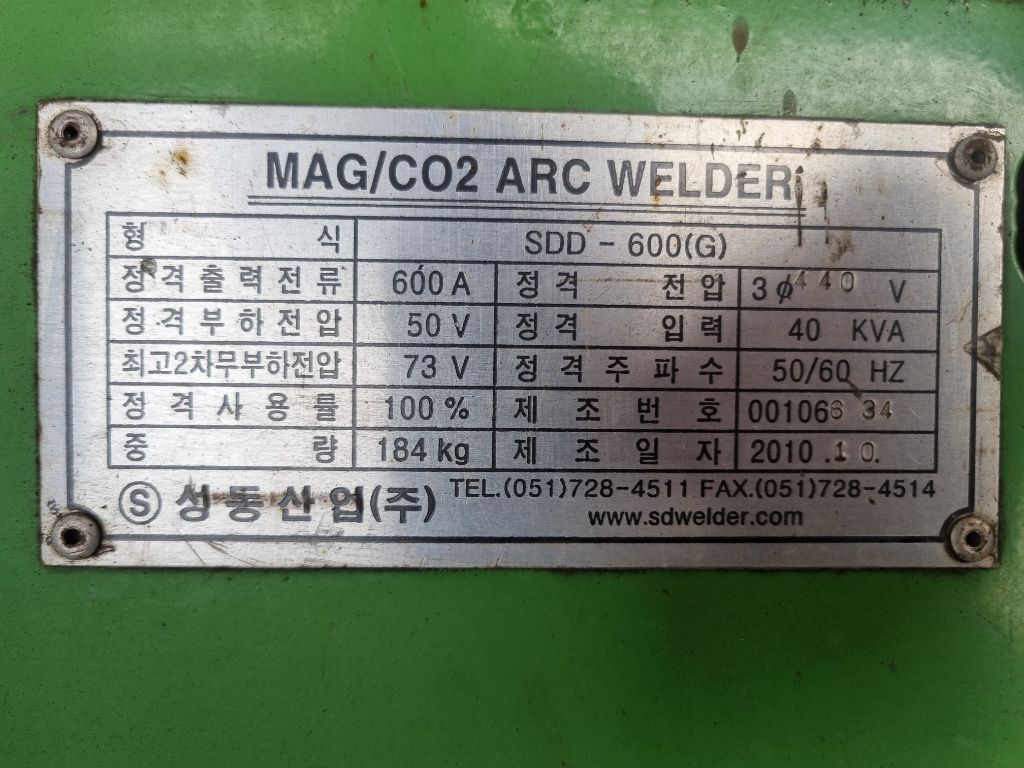 MAG/CO2 ARC WELDER
형 식 SDD - 600(G)
정격출력전류 600 A 정격 전압 3 ϕ 440 V
정격부하전압 50 V 정격 입력 40 KVA
최고2차무부하전압 73 V 정격주파수 50/60 HZ
정격사용률 100 % 제조번호 001066 34
중 량 184 kg 제조일자 2010 .10.
Ⓢ 성동산업(주) TEL.(051)728-4511 FAX.(051)728-4514
www.sdwelder.com